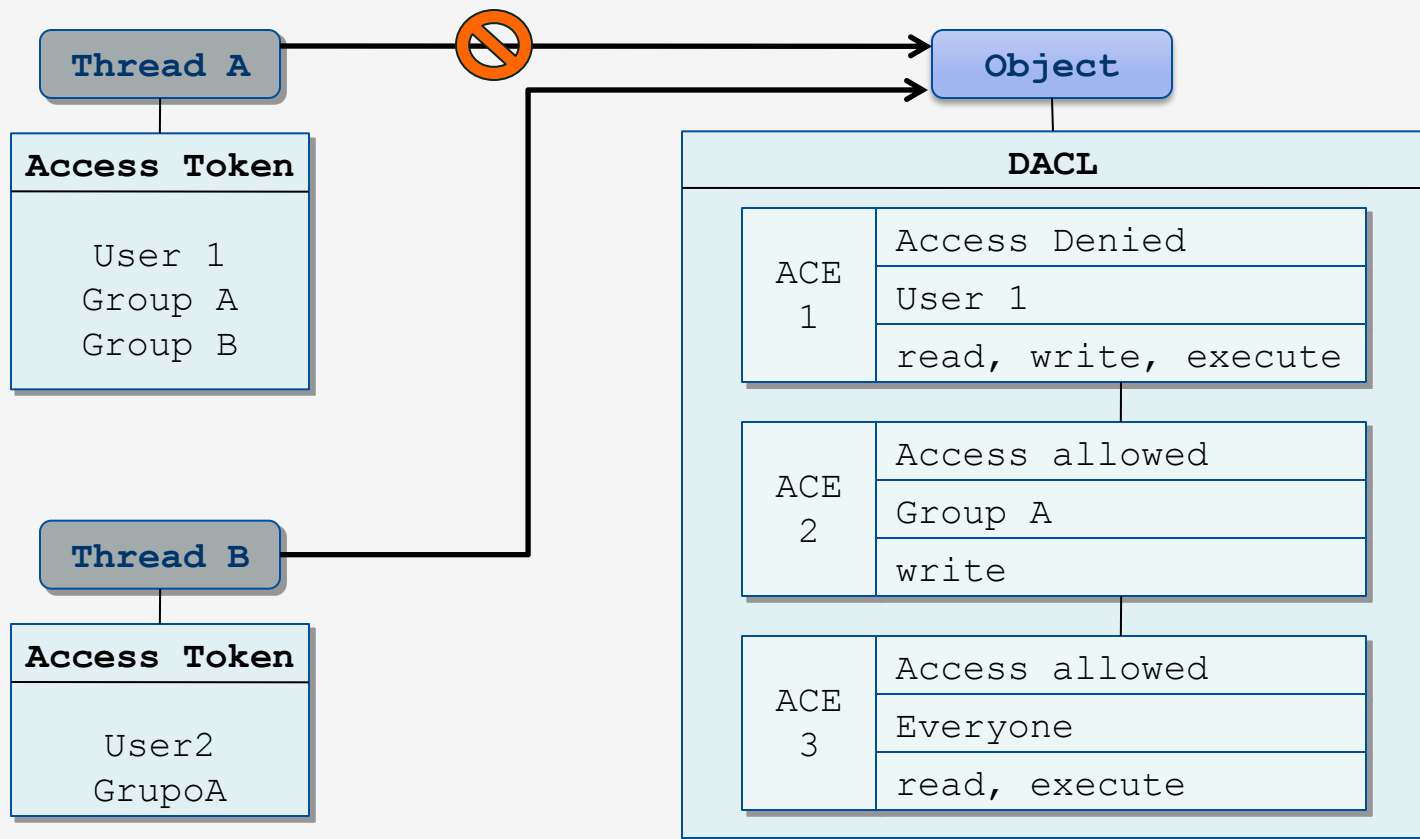 Thread A
Object
Access Token
User 1
Group A
Group B
Thread B
Access Token
User2
GrupoA
DACL
ACE
1
Access Denied
User 1
read, write, execute
ACE
2
Access allowed
Group A
write
ACE
3
Access allowed
Everyone
read, execute